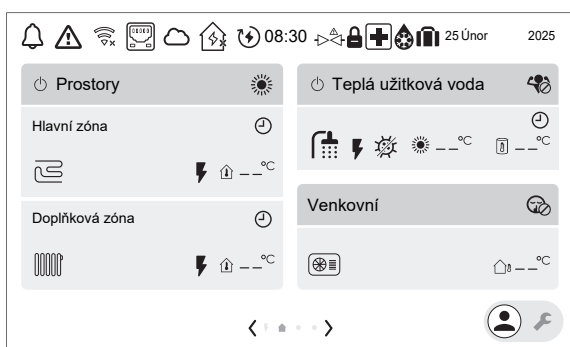 08:30 25 Únor 2025
Prostory
Hlavní zóna
_ _°C
Doplňková zóna
_ _°C
Teplá užitková voda
_ _°C _ _°C
Venkovní
_ _°C